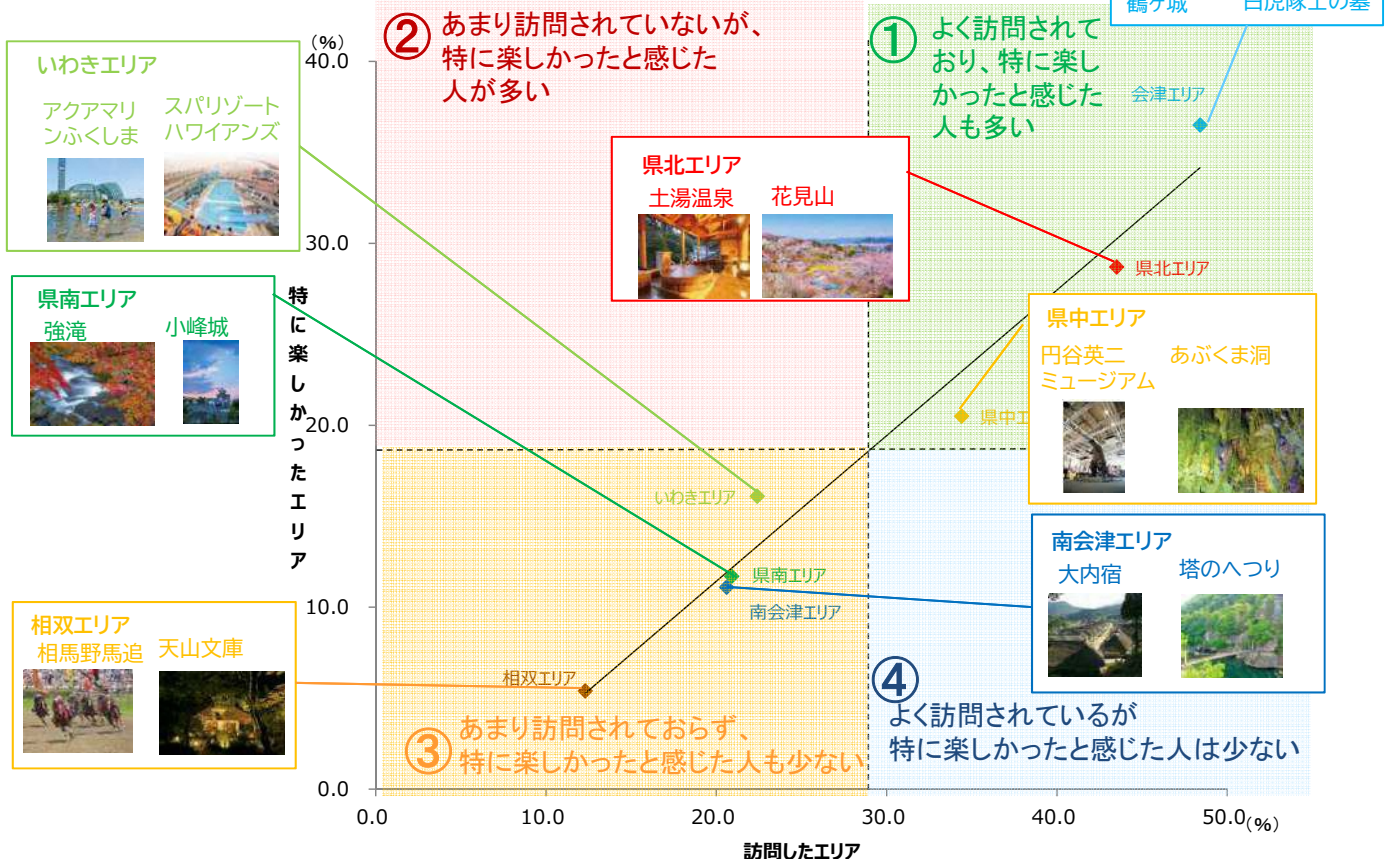 鶴ヶ城
白虎隊士の墓
②
あまり訪問されていないが、
特に楽しかったと感じた
人が多い
①
よく訪問されて
おり、特に楽し
かったと感じた
人も多い
(%)
40.0
30.0
20.0
10.0
0.0
いわきエリア
アクアマリ
ンふくしま
スパリゾート
ハワイアンズ
会津エリア
県北エリア
土湯温泉
花見山
県北エリア
県南エリア
強滝
小峰城
特に楽しかったエリア
県中エリア
円谷英二
ミュージアム
あぶくま洞
県中エ
いわきエリア
南会津エリア
大内宿
塔のへつり
県南エリア
南会津エリア
相双エリア
相馬野馬追
天山文庫
相双エリア
③
あまり訪問されておらず、
特に楽しかったと感じた人も少ない
④
よく訪問されているが
特に楽しかったと感じた人は少ない
0.0
10.0
20.0
30.0
40.0
50.0
(%)
訪問したエリア